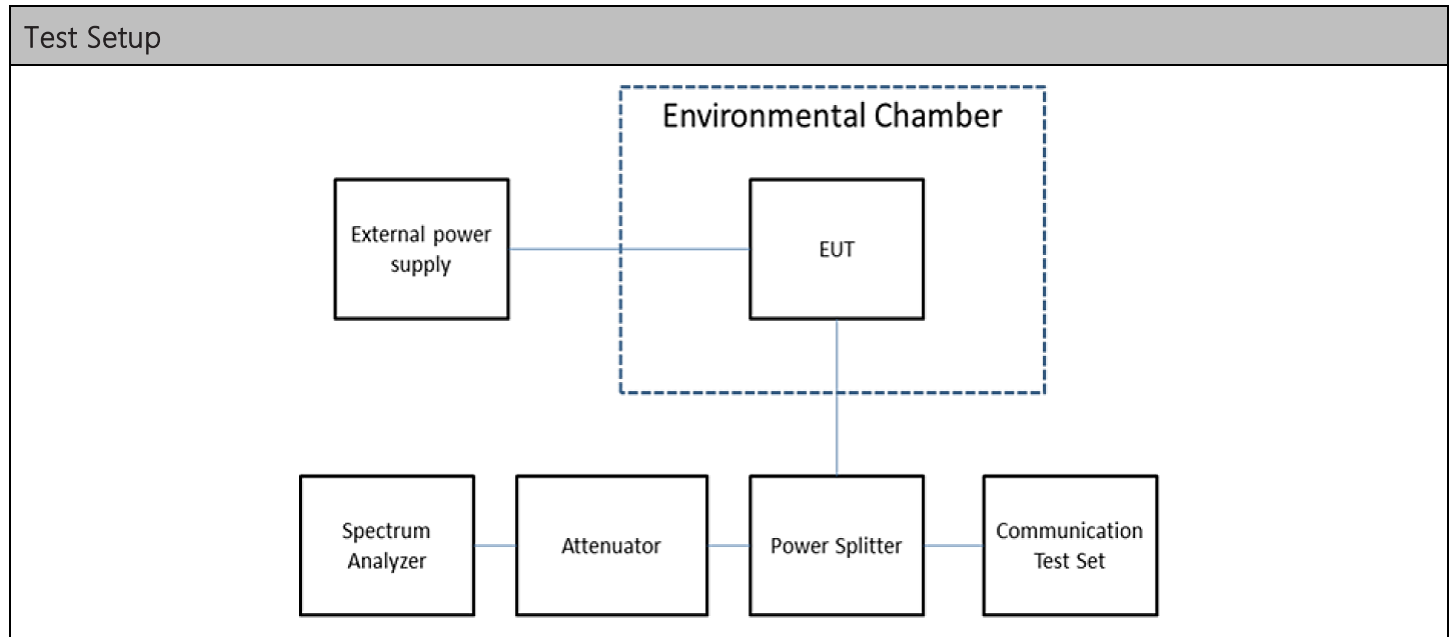 Test Setup
Environmental Chamber
External power
supply
EUT
Spectrum
Analyzer
Attenuator
Power Splitter
Communication
Test Set